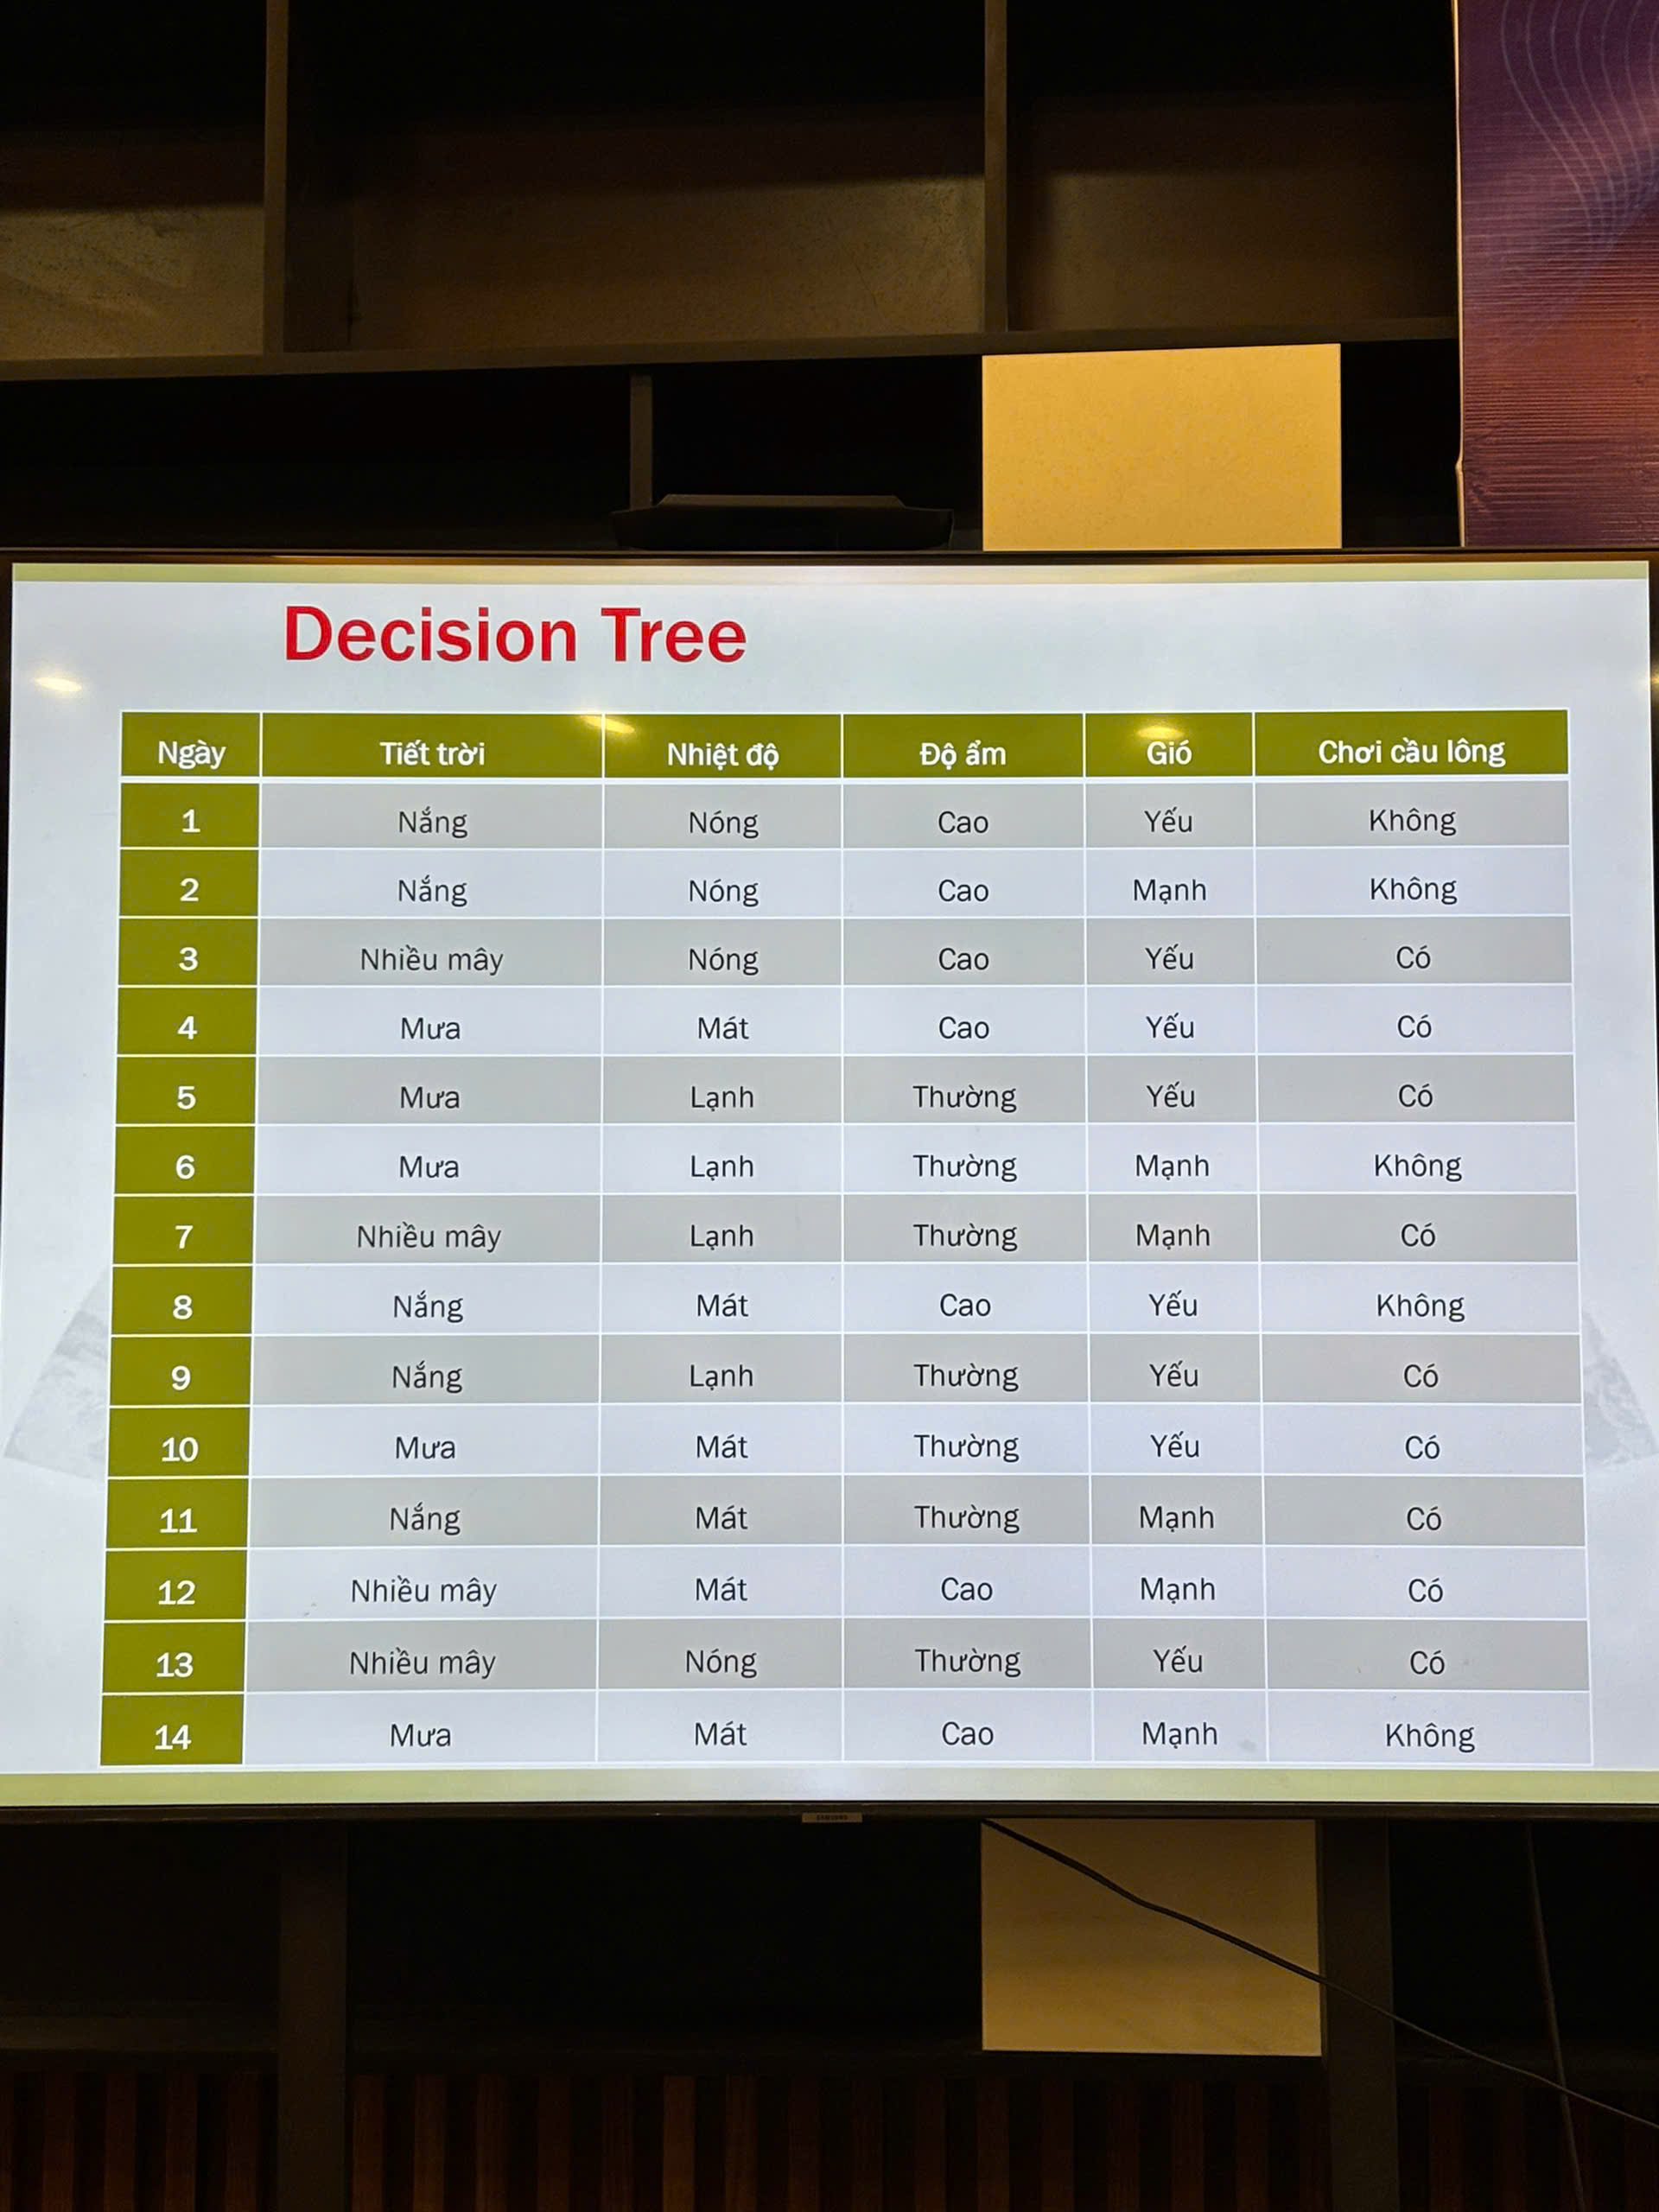 Decision Tree
Ngày Tiết trời Nhiệt độ Độ ẩm Gió Chơi cầu lông
1 Nắng Nóng Cao Yếu Không
2 Nắng Nóng Cao Mạnh Không
3 Nhiều mây Nóng Cao Yếu Có
4 Mưa Mát Cao Yếu Có
5 Mưa Lạnh Thường Yếu Có
6 Mưa Lạnh Thường Mạnh Không
7 Nhiều mây Lạnh Thường Mạnh Có
8 Nắng Mát Cao Yếu Không
9 Nắng Lạnh Thường Yếu Có
10 Mưa Mát Thường Yếu Có
11 Nắng Mát Thường Mạnh Có
12 Nhiều mây Mát Cao Mạnh Có
13 Nhiều mây Nóng Thường Yếu Có
14 Mưa Mát Cao Mạnh Không